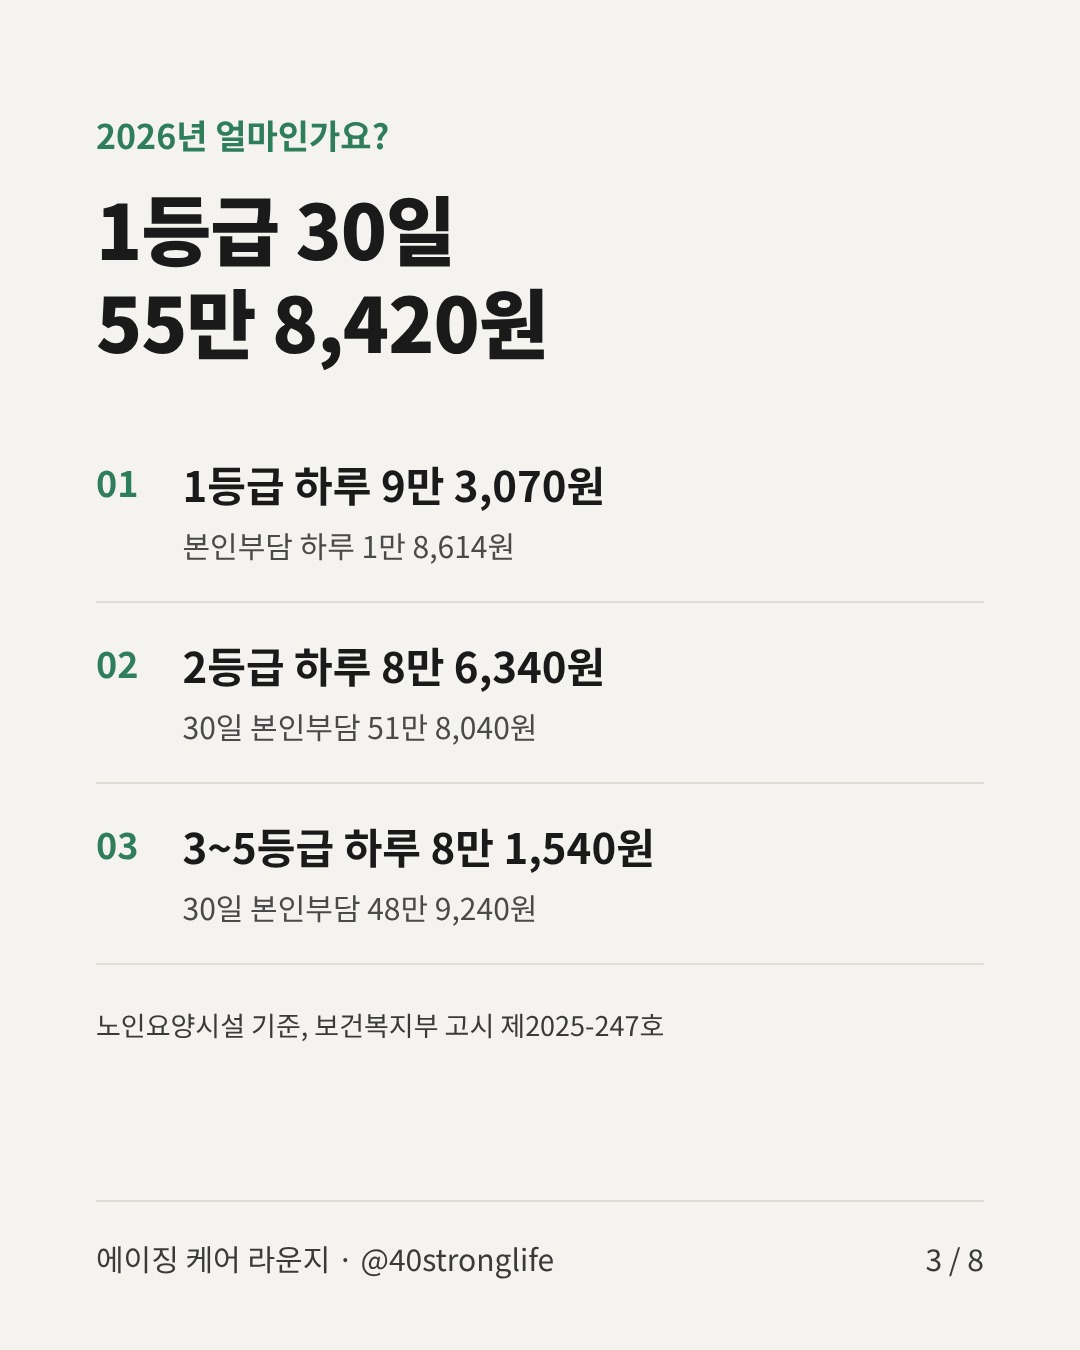 2026년 얼마인가요?
1등급 30일
55만 8,420원
01 1등급 하루 9만 3,070원
본인부담 하루 1만 8,614원
02 2등급 하루 8만 6,340원
30일 본인부담 51만 8,040원
03 3~5등급 하루 8만 1,540원
30일 본인부담 48만 9,240원
노인요양시설 기준, 보건복지부 고시 제2025-247호
에이징 케어 라운지 · @40stronglife 3 / 8